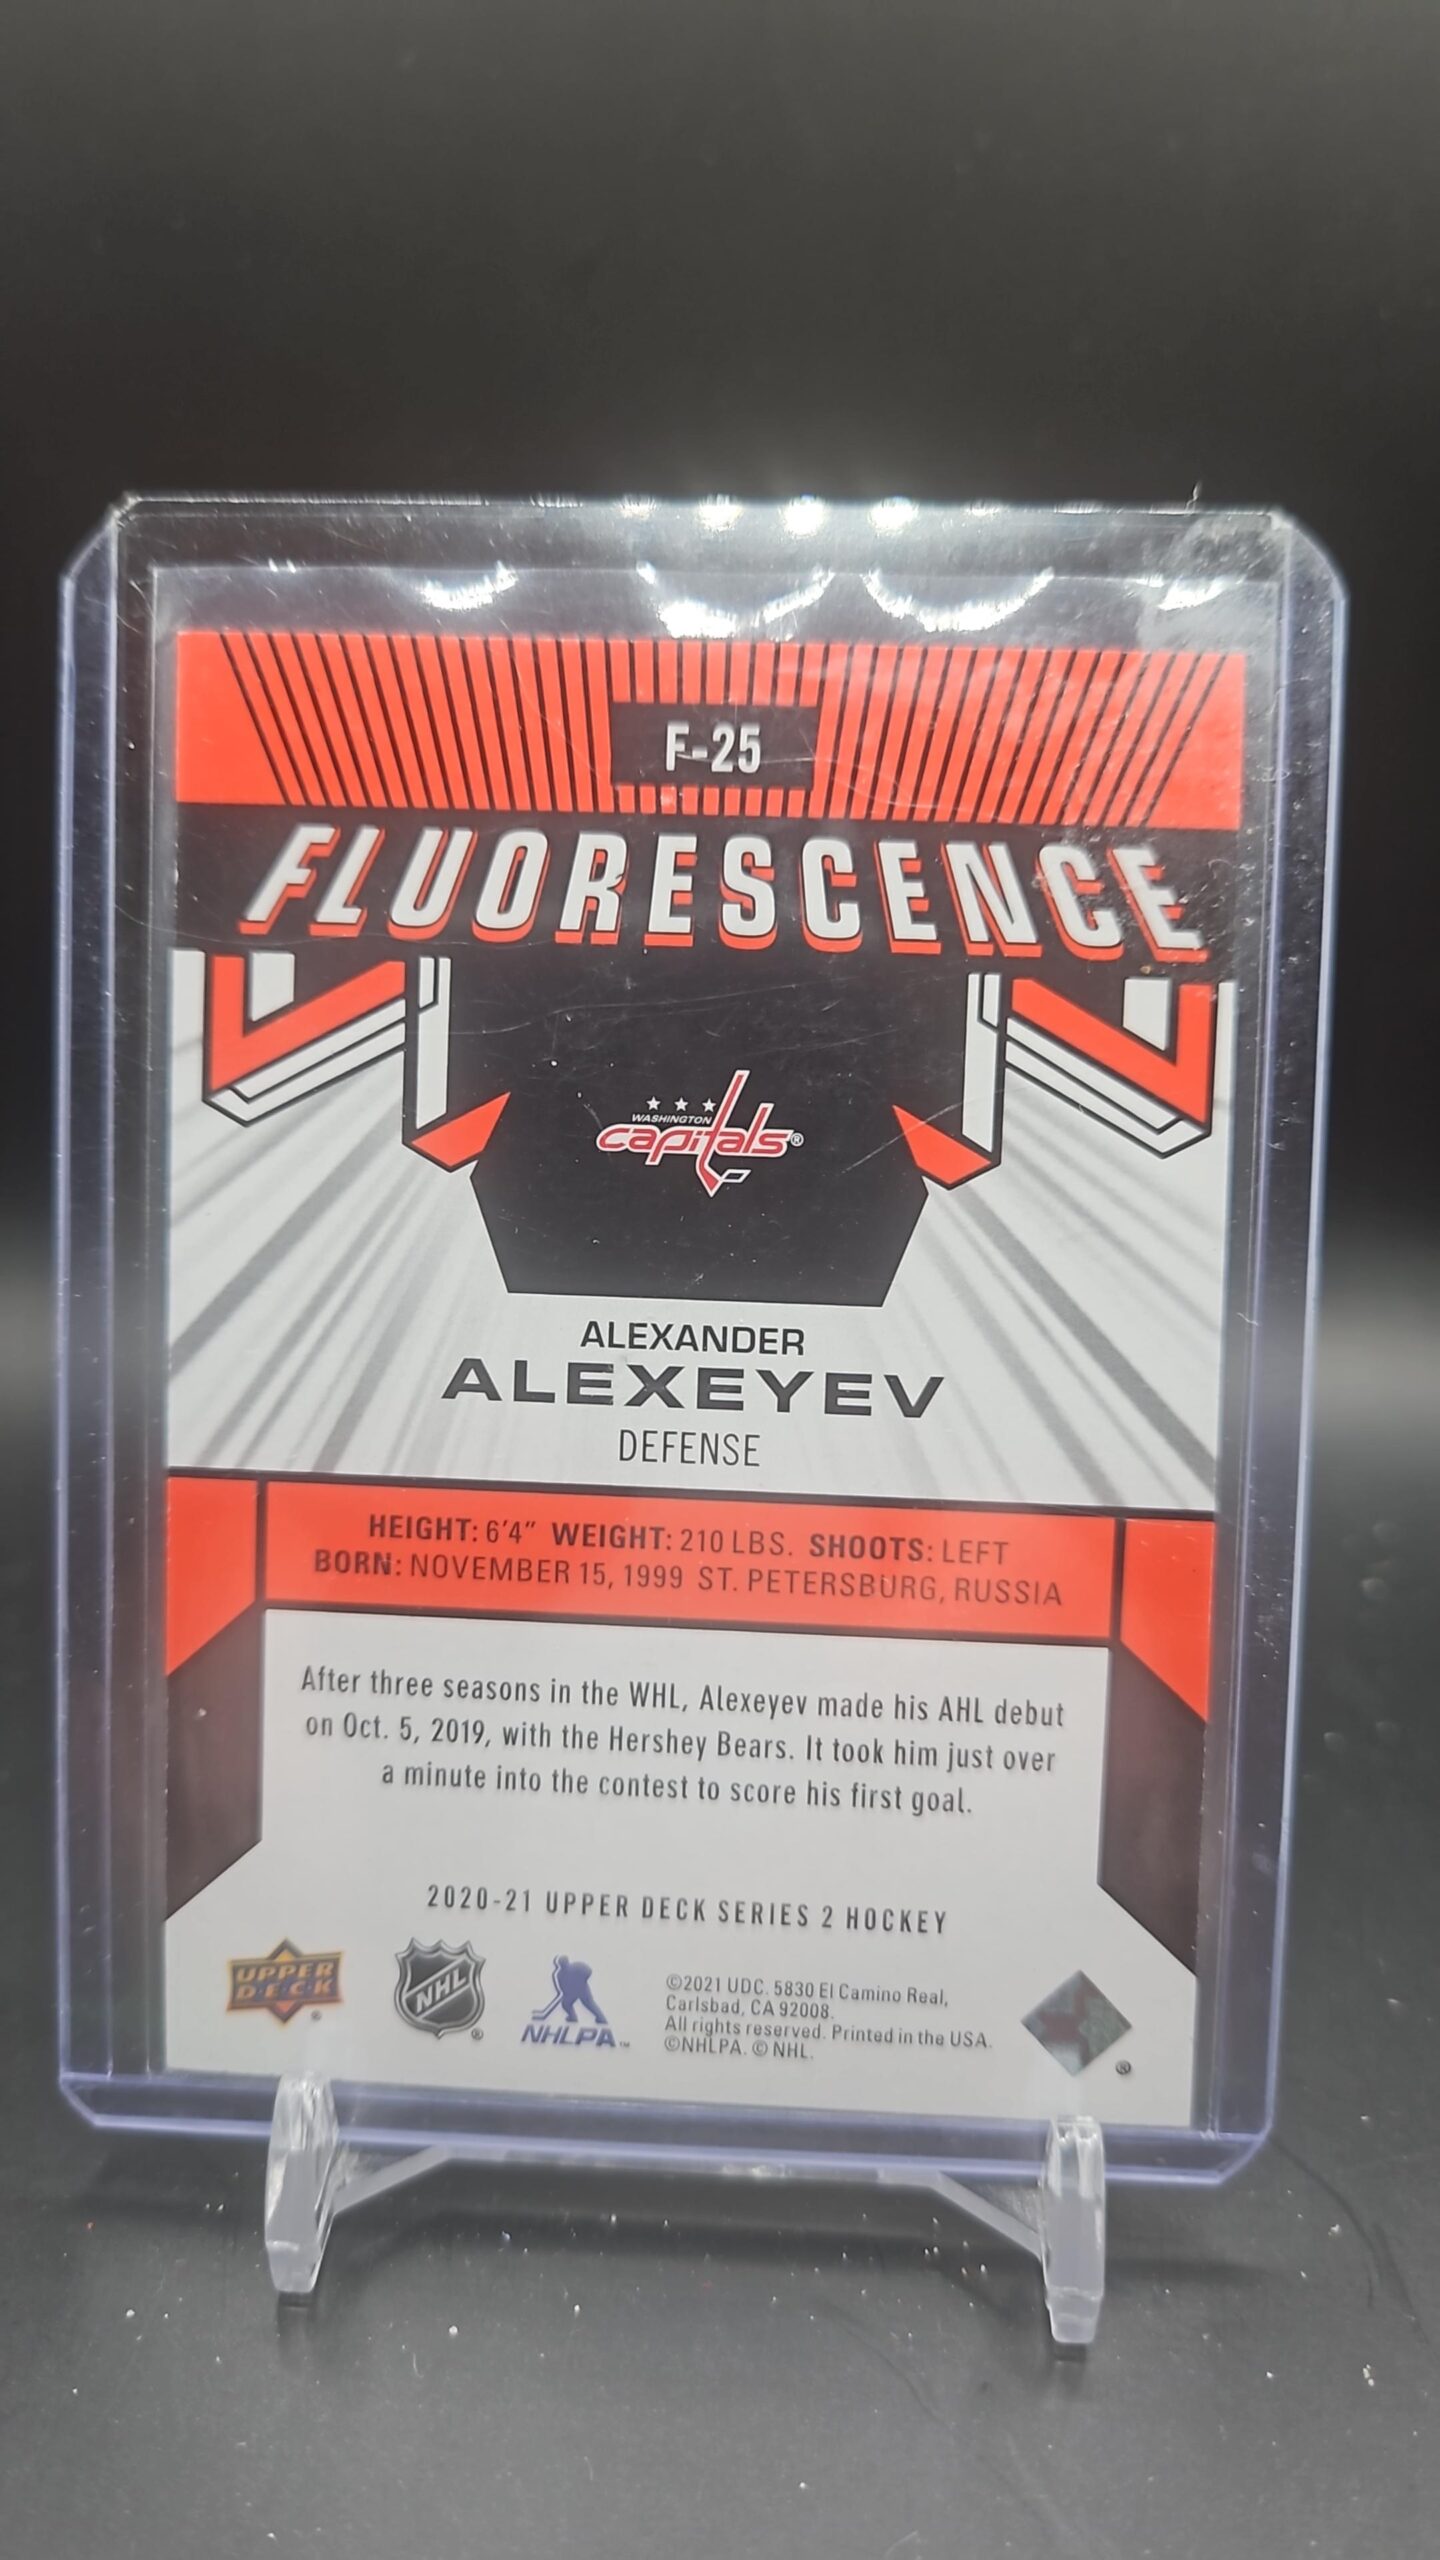 F-25
FLUORESCENCE
WASHINGTON
capitals®
ALEXANDER
ALEXEYEV
DEFENSE
HEIGHT: 6'4" WEIGHT: 210 LBS. SHOOTS: LEFT
BORN: NOVEMBER 15, 1999 ST. PETERSBURG, RUSSIA
After three seasons in the WHL, Alexeyev made his AHL debut
on Oct. 5, 2019, with the Hershey Bears. It took him just over
a minute into the contest to score his first goal.
2020-21 UPPER DECK SERIES 2 HOCKEY
UPPER
DECK
®
NHL
®
NHLPA™
©2021 UDC. 5830 El Camino Real,
Carlsbad, CA 92008.
All rights reserved. Printed in the USA.
©NHLPA. © NHL.
®